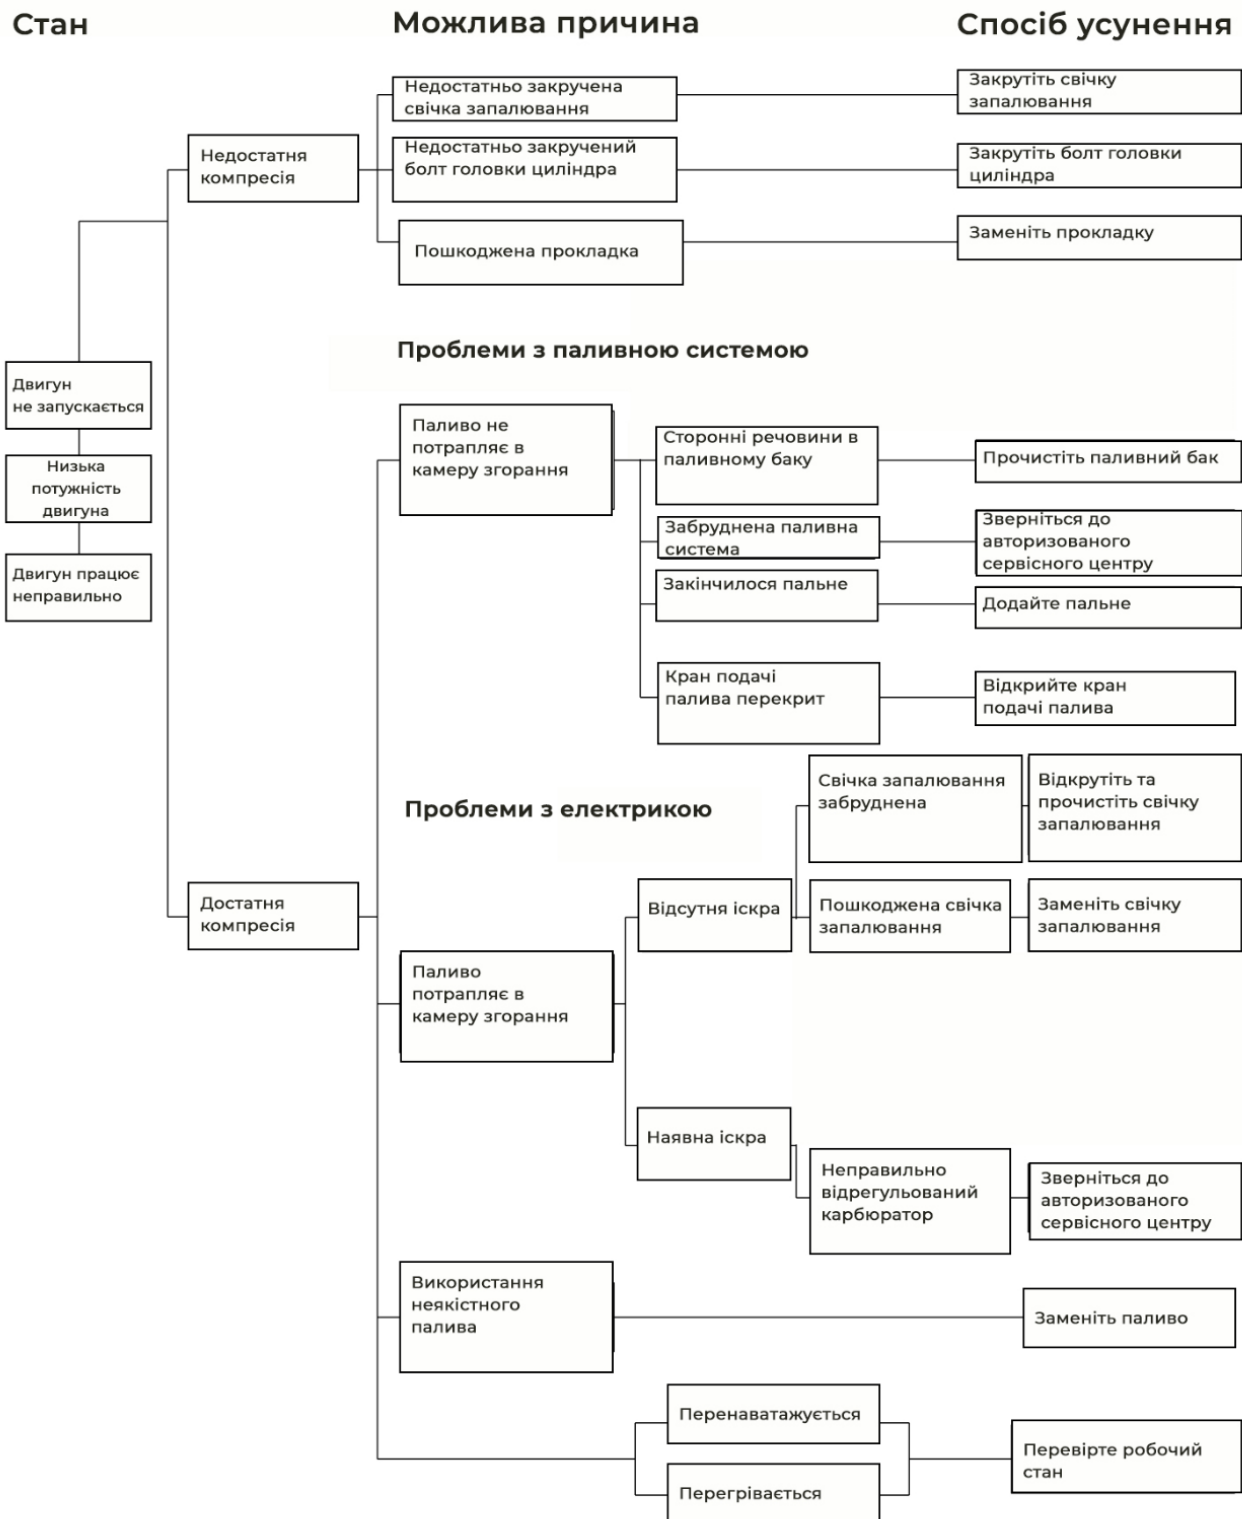 Стан
Можлива причина
Спосіб усунення
Недостатньо закручена
свічка запалювання
Закрутіть свічку
запалювання
Недостатня
компресія
Недостатньо закручений
болт головки циліндра
Закрутіть болт головки
циліндра
Пошкоджена прокладка
Заменіть прокладку
Проблеми з паливною системою
Двигун
не запускається
Низька
потужність
двигуна
Двигун працює
неправильно
Паливо не
потрапляє в
камеру згорання
Сторонні речовини в
паливному баку
Прочистіть паливний бак
Забруднена паливна
система
Зверніться до
авторизованого
сервісного центру
Закінчилося пальне
Додайте пальне
Кран подачі
палива перекрит
Відкрийте кран
подачі палива
Проблеми з електрикою
Свічка запалювання
забруднена
Відкрутіть та
прочистіть свічку
запалювання
Достатня
компресія
Відсутня іскра
Пошкоджена свічка
запалювання
Заменіть свічку
запалювання
Паливо
потрапляє в
камеру згорання
Наявна іскра
Неправильно
відрегульований
карбюратор
Зверніться до
авторизованого
сервісного центру
Використання
неякістного
палива
Заменіть паливо
Перенаватажується
Перегрівається
Перевірте робочий
стан